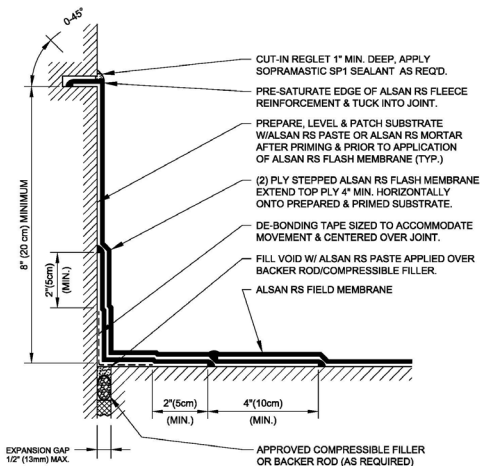 0-45°
CUT-IN REGLET 1" MIN. DEEP, APPLY
SOPRAMASTIC SP1 SEALANT AS REQ'D.
PRE-SATURATE EDGE OF ALSAN RS FLEECE
REINFORCEMENT & TUCK INTO JOINT.
PREPARE, LEVEL & PATCH SUBSTRATE
W/ALSAN RS PASTE OR ALSAN RS MORTAR
AFTER PRIMING & PRIOR TO APPLICATION
OF ALSAN RS FLASH MEMBRANE (TYP.)
(2) PLY STEPPED ALSAN RS FLASH MEMBRANE
EXTEND TOP PLY 4" MIN. HORIZONTALLY
ONTO PREPARED & PRIMED SUBSTRATE.
DE-BONDING TAPE SIZED TO ACCOMMODATE
MOVEMENT & CENTERED OVER JOINT.
FILL VOID W/ ALSAN RS PASTE APPLIED OVER
BACKER ROD/COMPRESSIBLE FILLER.
ALSAN RS FIELD MEMBRANE
8" (20 cm) MINIMUM
2"(5cm)
(MIN.)
2"(5cm)
(MIN.)
4"(10cm)
(MIN.)
EXPANSION GAP
1/2" (13mm) MAX.
APPROVED COMPRESSIBLE FILLER
OR BACKER ROD (AS REQUIRED)